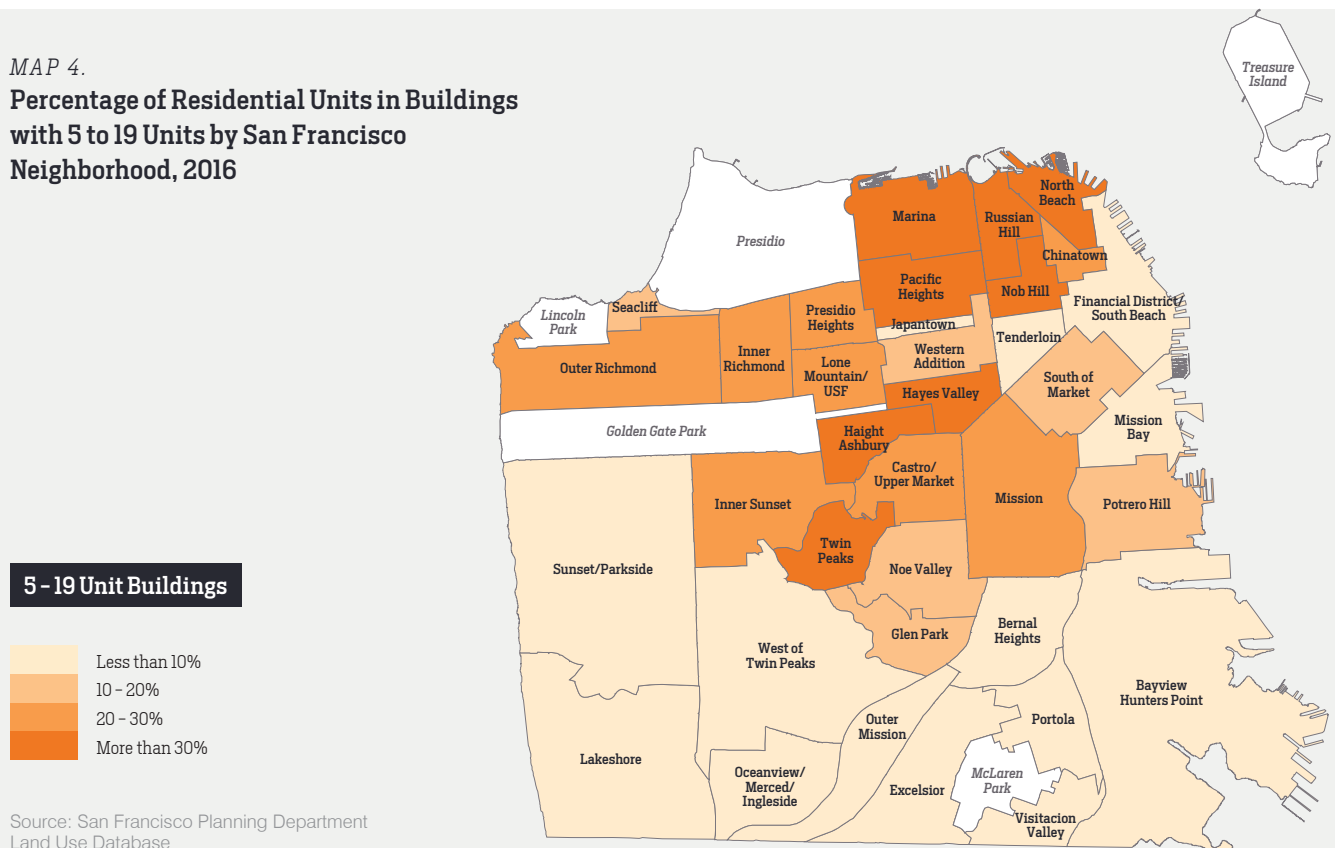 MAP 4.
Percentage of Residential Units in Buildings
with 5 to 19 Units by San Francisco
Neighborhood, 2016
Treasure
Island
North
Beach
Marina
Russian
Hill
Presidio
Chinatown
Pacific
Heights
Nob Hill
Seacliff
Financial District/
South Beach
Lincoln
Park
Presidio
Heights
Japantown
Tenderloin
Western
Addition
Inner
Richmond
Outer Richmond
Lone
Mountain/
USF
South of
Market
Hayes Valley
Mission
Bay
Golden Gate Park
Haight
Ashbury
Castro/
Upper Market
Inner Sunset
Mission
Potrero Hill
Twin
Peaks
Sunset/Parkside
Noe Valley
5 – 19 Unit Buildings
Glen Park
Bernal
Heights
West of
Twin Peaks
Less than 10%
10 – 20%
20 – 30%
More than 30%
Bayview
Hunters Point
Outer
Mission
Portola
Lakeshore
Oceanview/
Merced/
Ingleside
Excelsior
McLaren
Park
Visitacion
Valley
Source: San Francisco Planning Department
Land Use Database